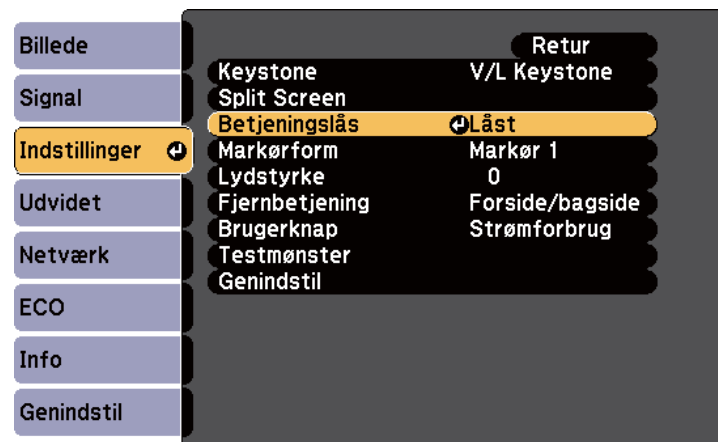 Billede
Signal
Indstillinger
Udvidet
Netværk
ECO
Info
Genindstil
Retur
Keystone V/L Keystone
Split Screen
Betjeningslås Låst
Markørform Markør 1
Lydstyrke 0
Fjernbetjening Forside/bagside
Brugerknap Strømforbrug
Testmønster
Genindstil